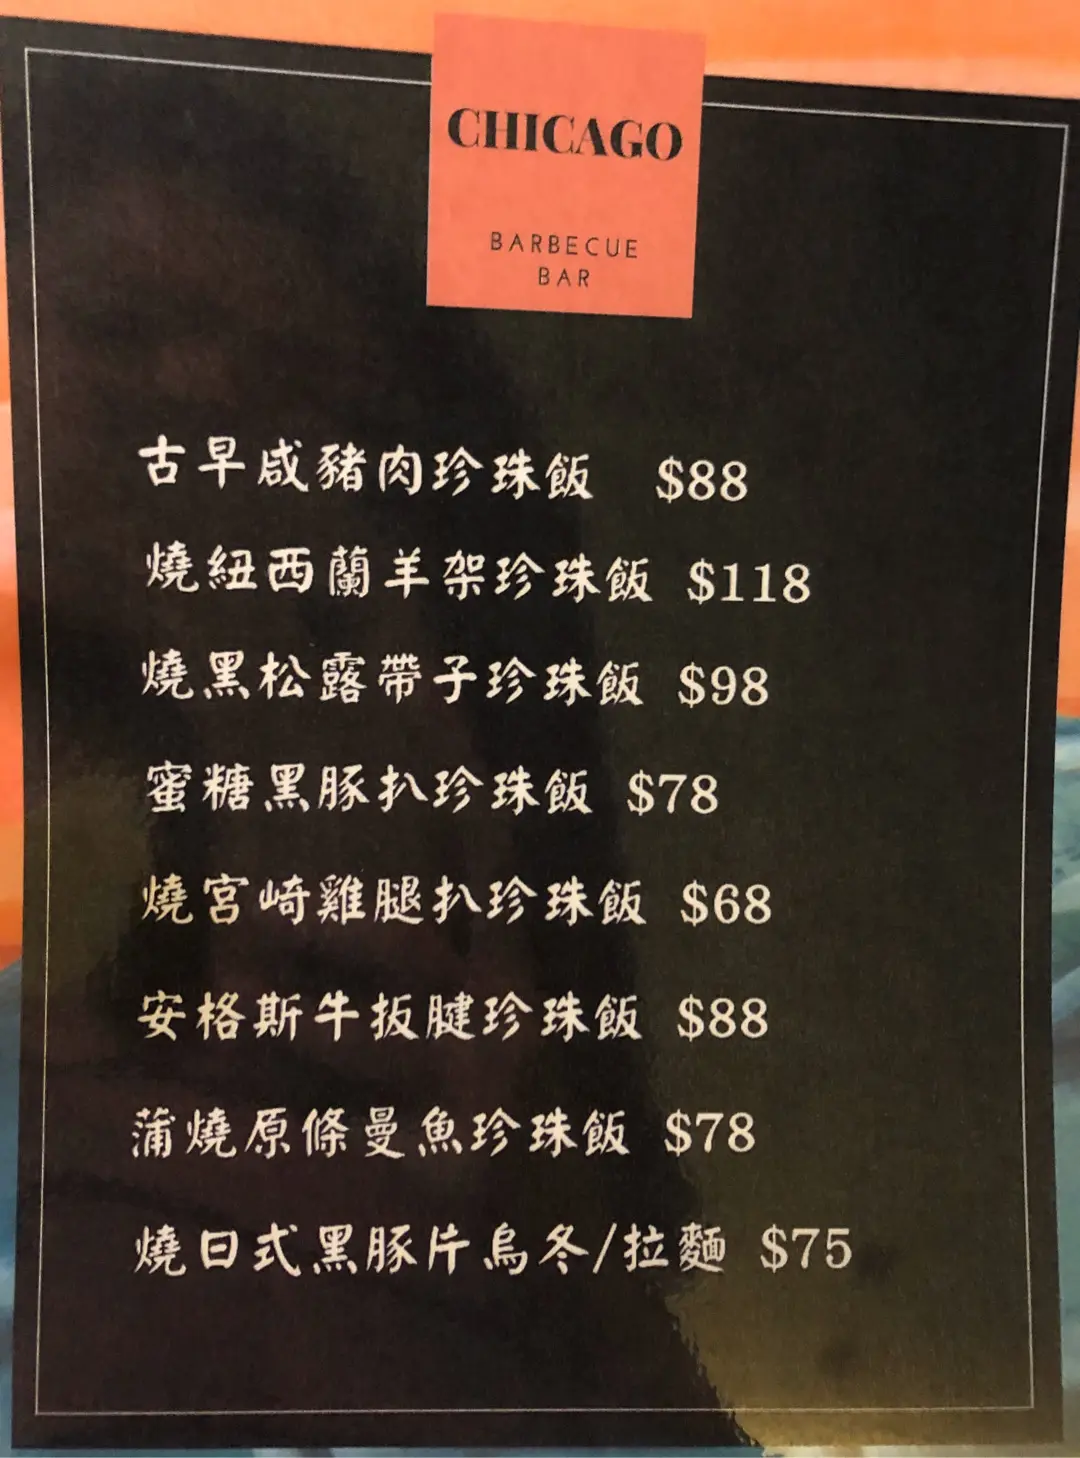 CHICAGO
BARBECUE
BAR
古早咸豬肉珍珠飯 $88
燒紐西蘭羊架珍珠飯 $118
燒黑松露帶子珍珠飯 $98
蜜糖黑豚扒珍珠飯 $78
燒宮崎雞腿扒珍珠飯 $68
安格斯牛扳腱珍珠飯 $88
蒲燒原條曼魚珍珠飯 $78
燒日式黑豚片烏冬/拉麵 $75